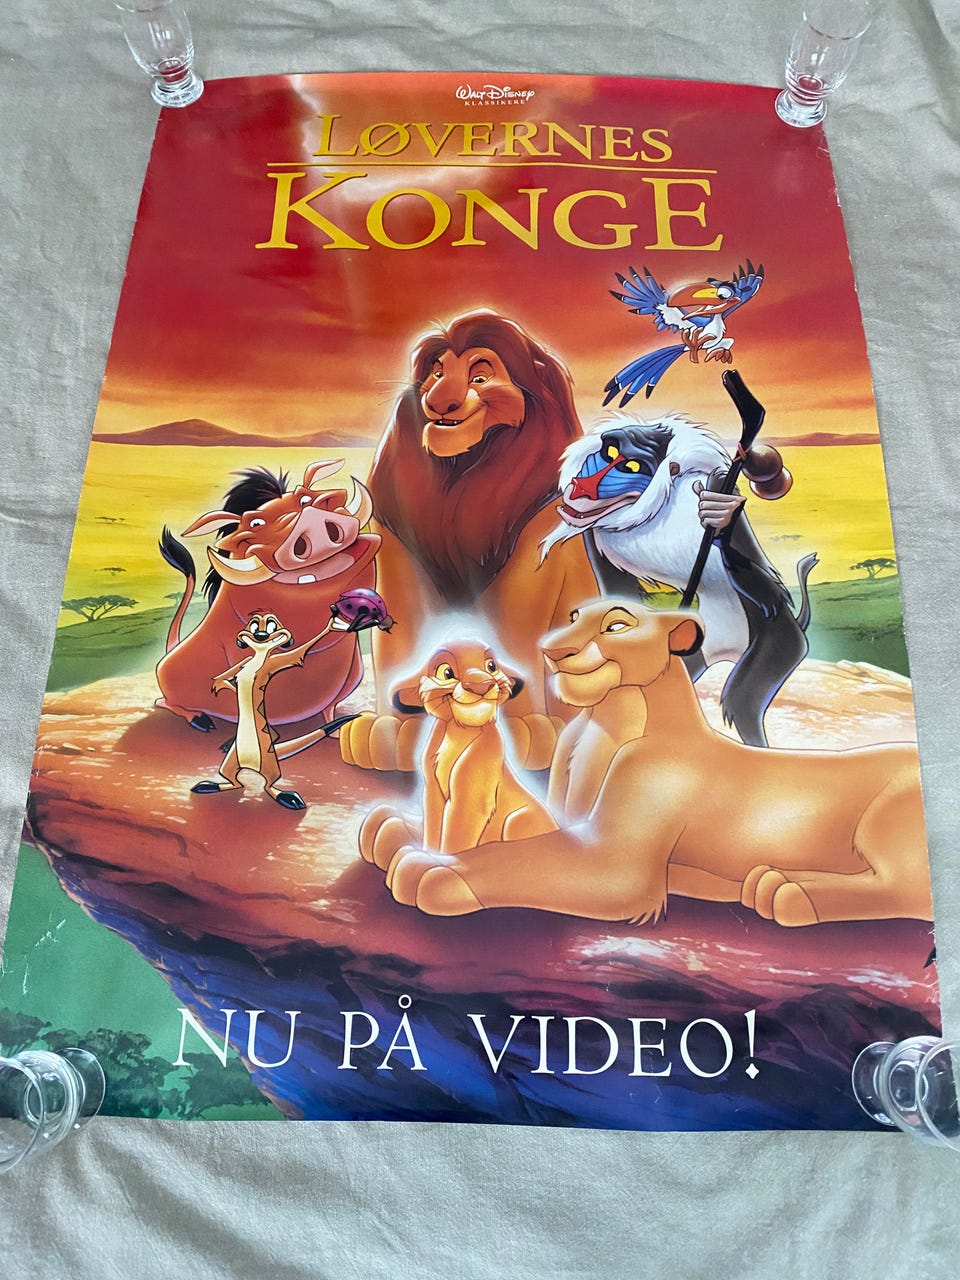 WALT DISNEY
KLASSIKERE
LØVERNES
KONGE
NU PÅ VIDEO!